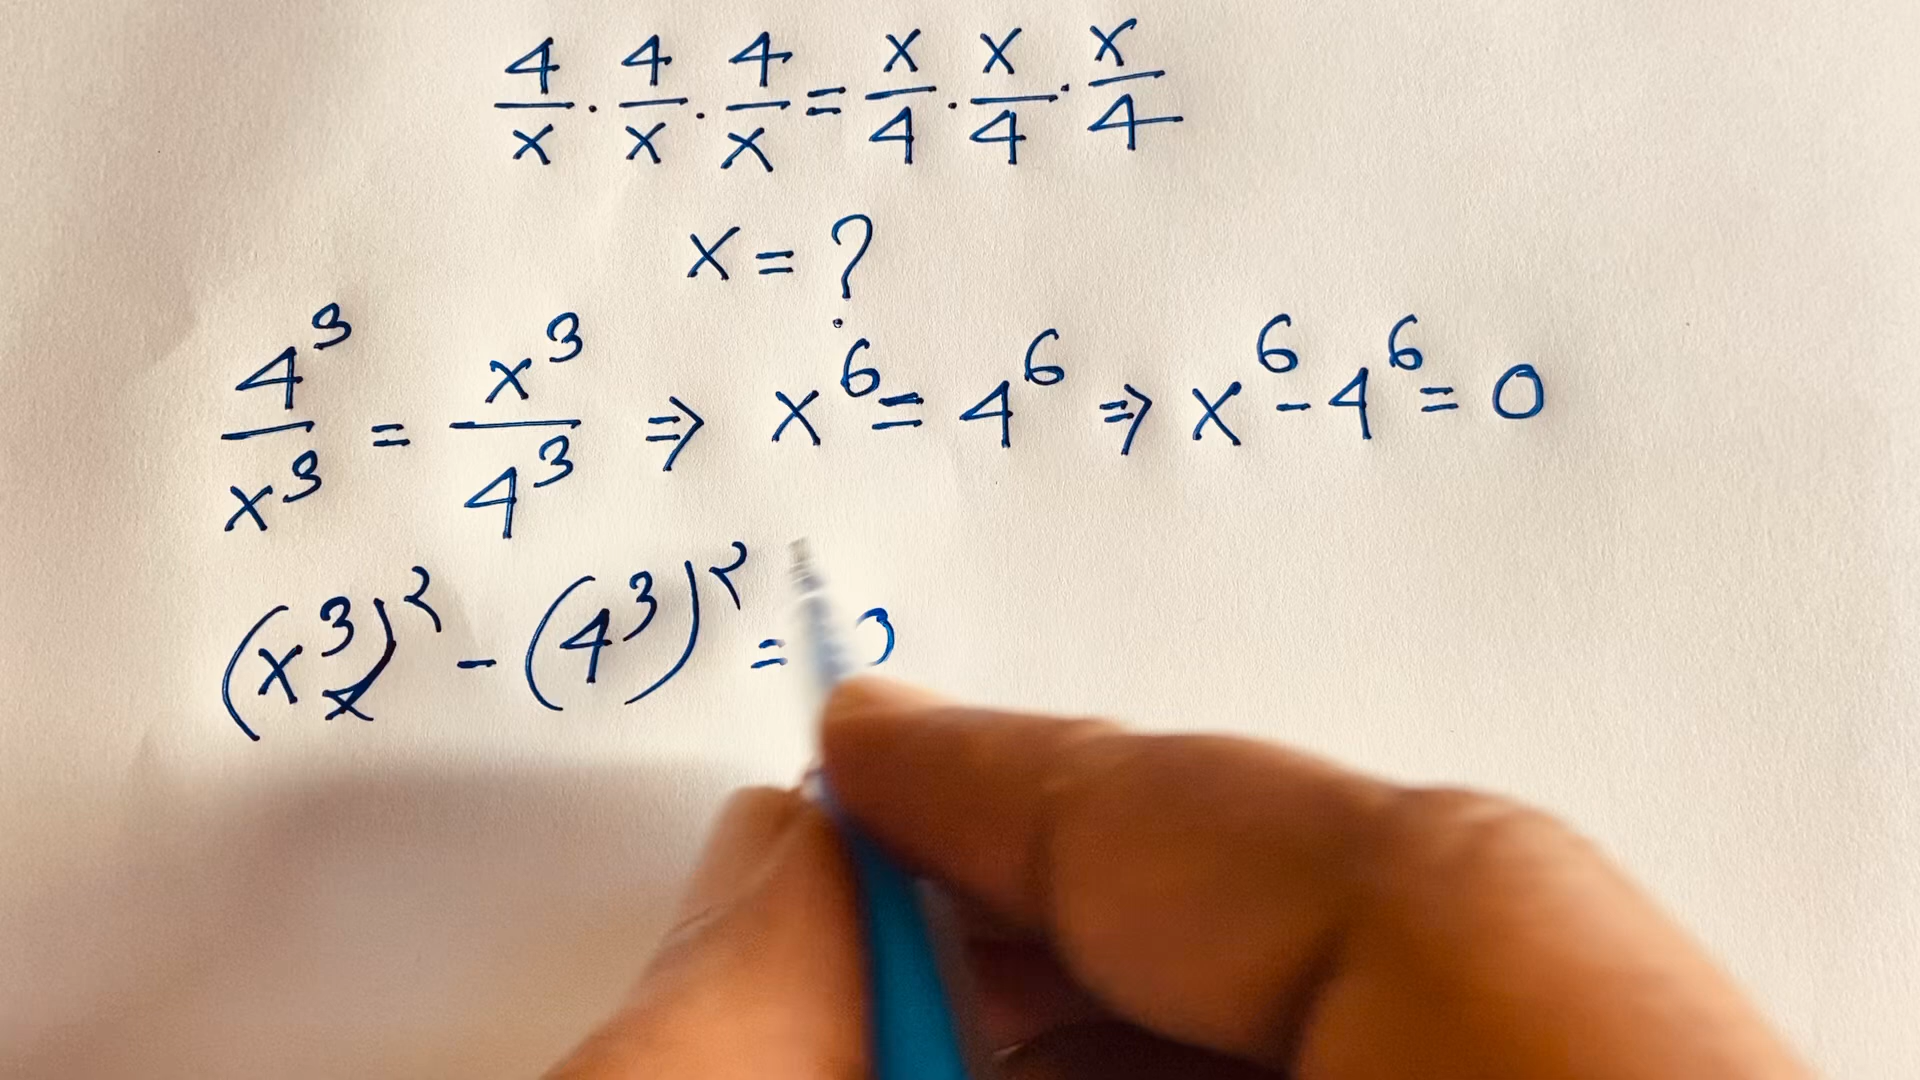 4/x · 4/x · 4/x = x/4 · x/4 · x/4
x = ?
4³/x³ = x³/4³ ⇒ x⁶ = 4⁶ ⇒ x⁶ - 4⁶ = 0
(x³)² - (4³)² =